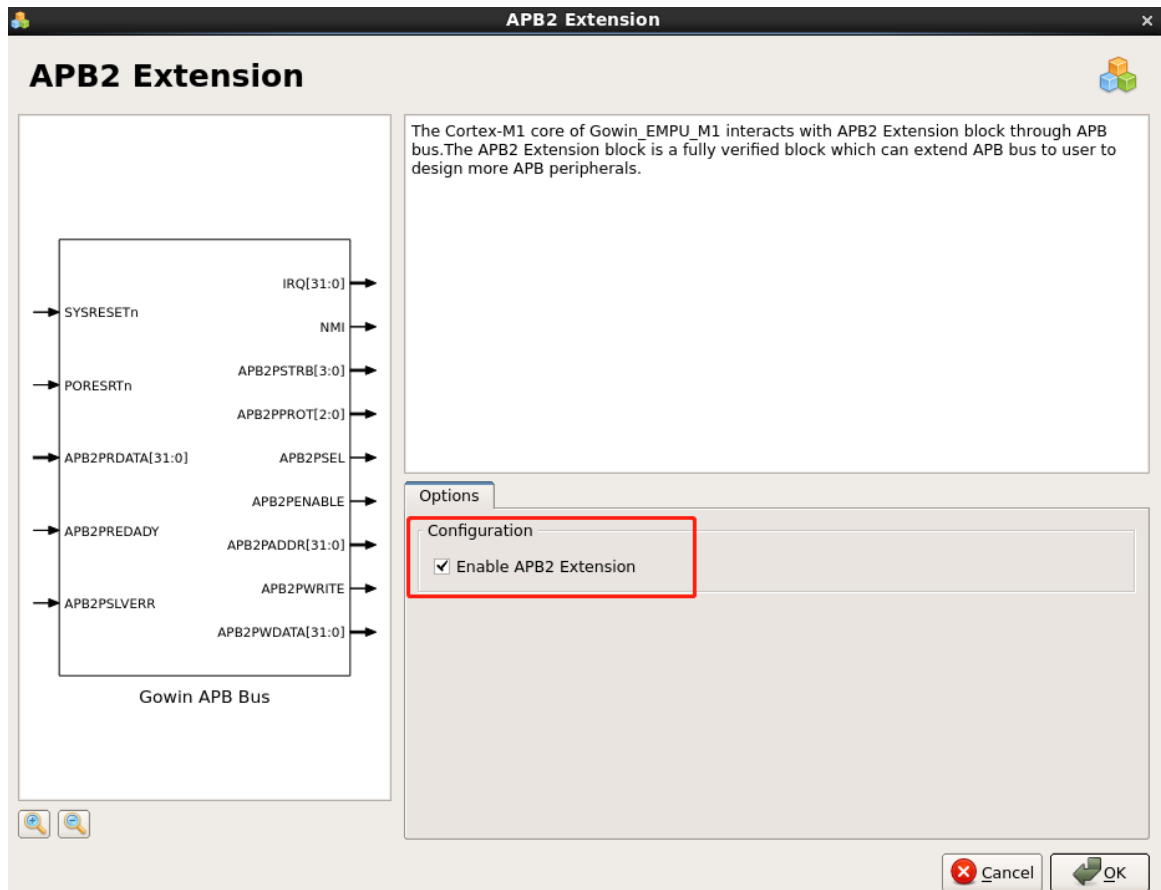 APB2 Extension
APB2 Extension
SYSRESETn
PORESRTn
APB2PRDATA[31:0]
APB2PREDADY
APB2PSLVERR
IRQ[31:0]
NMI
APB2PSTRB[3:0]
APB2PPROT[2:0]
APB2PSEL
APB2PENABLE
APB2PADDR[31:0]
APB2PWRITE
APB2PWDATA[31:0]
Gowin APB Bus
The Cortex-M1 core of Gowin_EMPU_M1 interacts with APB2 Extension block through APB
bus.The APB2 Extension block is a fully verified block which can extend APB bus to user to
design more APB peripherals.
Options
Configuration
Enable APB2 Extension
Cancel
OK